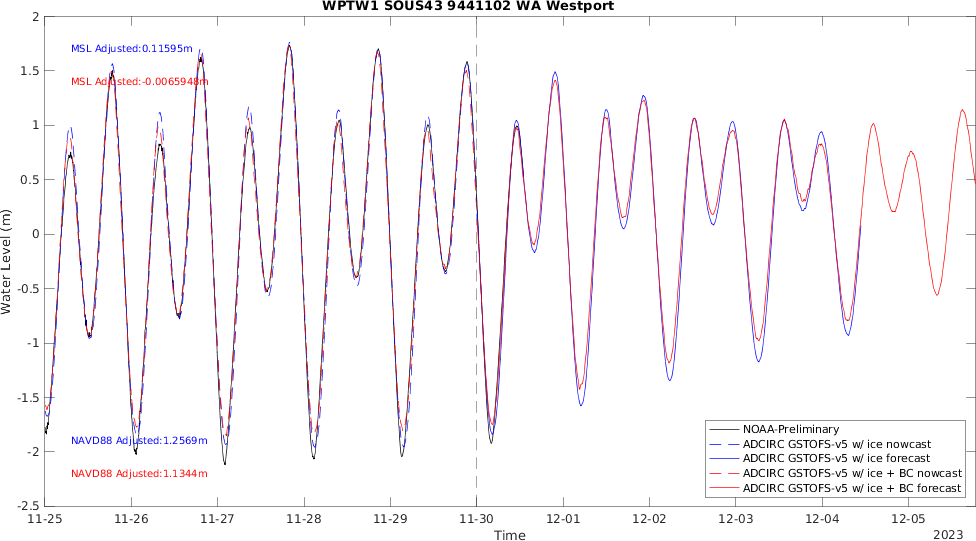 WPTW1 SOUS43 9441102 WA Westport
2
1.5
1
0.5
0
-0.5
-1
-1.5
-2
-2.5
Water Level (m)
MSL Adjusted:0.11595m
MSL Adjusted:-0.0065948m
NAVD88 Adjusted:1.2569m
NAVD88 Adjusted:1.1344m
NOAA-Preliminary
ADCIRC GSTOFS-v5 w/ ice nowcast
ADCIRC GSTOFS-v5 w/ ice forecast
ADCIRC GSTOFS-v5 w/ ice + BC nowcast
ADCIRC GSTOFS-v5 w/ ice + BC forecast
11-25 11-26 11-27 11-28 11-29 11-30 12-01 12-02 12-03 12-04 12-05
Time
2023